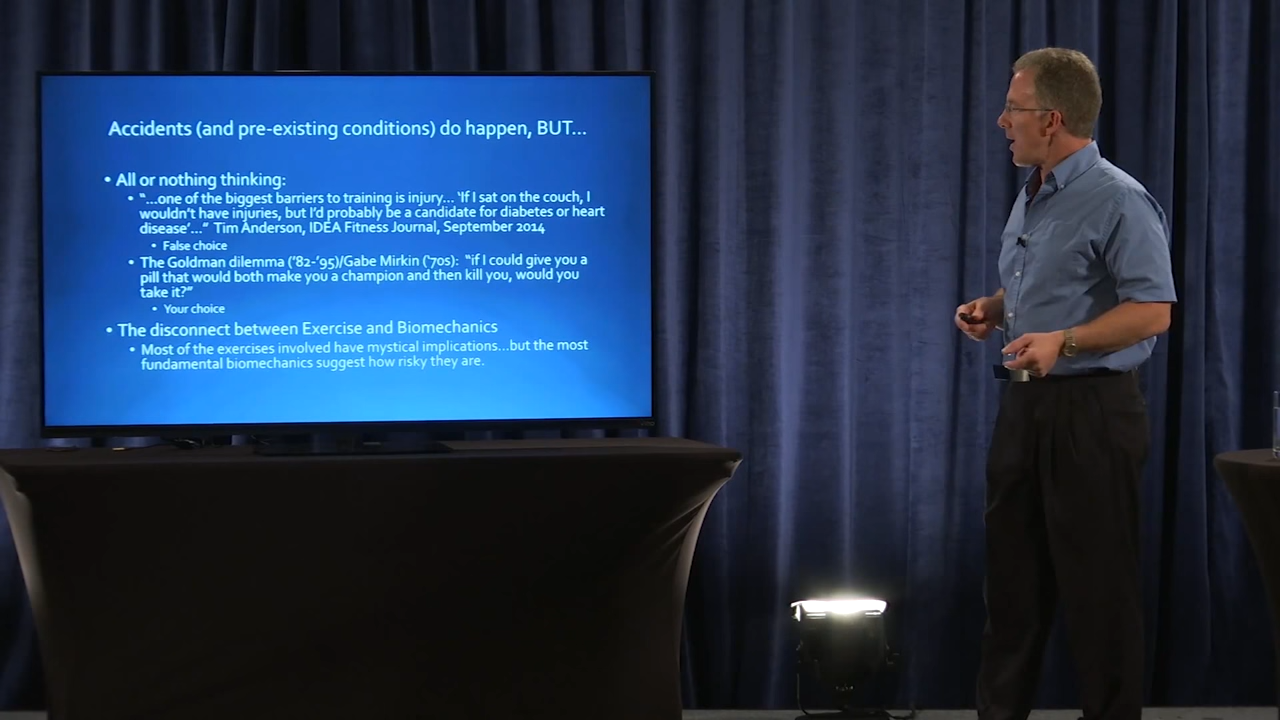 Accidents (and pre-existing conditions) do happen, BUT...
• All or nothing thinking:
• "...one of the biggest barriers to training is injury... 'If I sat on the couch, I
wouldn't have injuries, but I'd probably be a candidate for diabetes or heart
disease'..." Tim Anderson, IDEA Fitness Journal, September 2014
• False choice
• The Goldman dilemma ('82-'95)/Gabe Mirkin ('70s): "if I could give you a
pill that would both make you a champion and then kill you, would you
take it?"
• Your choice
• The disconnect between Exercise and Biomechanics
• Most of the exercises involved have mystical implications...but the most
fundamental biomechanics suggest how risky they are.